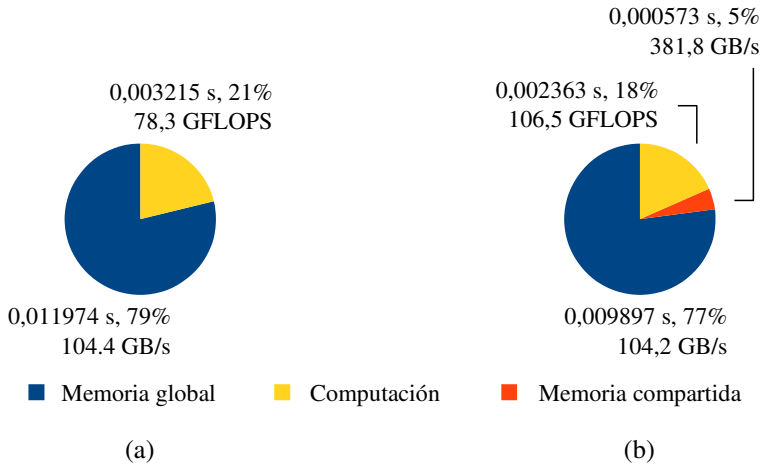 0,000573 s, 5%
381,8 GB/s
0,003215 s, 21%
78,3 GFLOPS
0,002363 s, 18%
106,5 GFLOPS
0,011974 s, 79%
104.4 GB/s
0,009897 s, 77%
104,2 GB/s
Memoria global
Computación
Memoria compartida
(a)
(b)